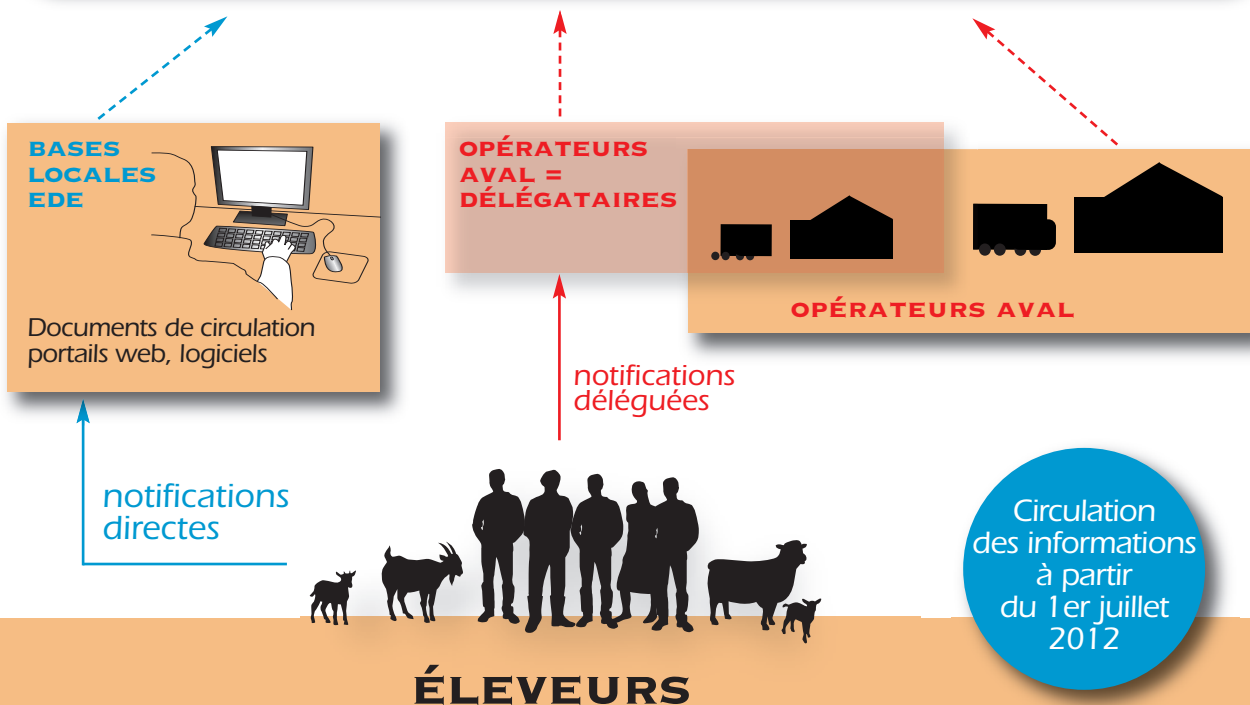 BASES
LOCALES
EDE
Documents de circulation
portails web, logiciels
OPÉRATEURS
AVAL =
DÉLÉGATAIRES
OPÉRATEURS AVAL
notifications
déléguées
notifications
directes
Circulation
des informations
à partir
du 1er juillet
2012
ÉLEVEURS